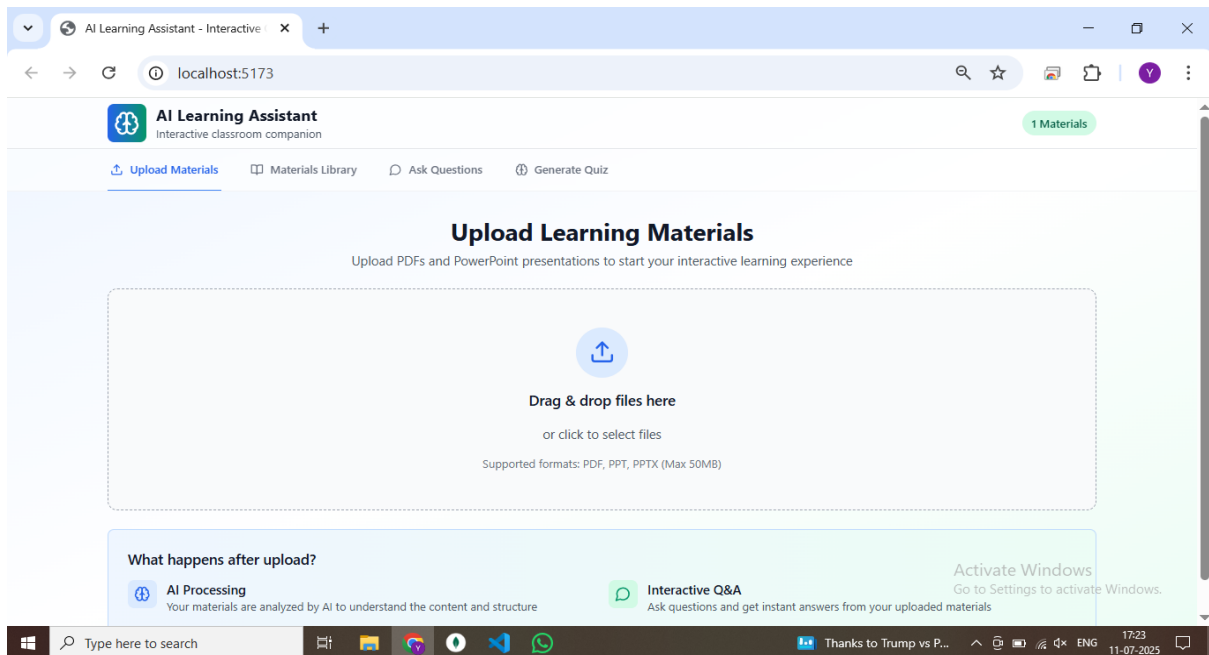 AI Learning Assistant - Interactive
localhost:5173
Y
AI Learning Assistant
Interactive classroom companion
1 Materials
Upload Materials
Materials Library
Ask Questions
Generate Quiz
Upload Learning Materials
Upload PDFs and PowerPoint presentations to start your interactive learning experience
Drag & drop files here
or click to select files
Supported formats: PDF, PPT, PPTX (Max 50MB)
What happens after upload?
AI Processing
Your materials are analyzed by AI to understand the content and structure
Interactive Q&A
Ask questions and get instant answers from your uploaded materials
Activate Windows
Go to Settings to activate Windows.
Type here to search
Thanks to Trump vs P...
ENG
17:23
11-07-2025